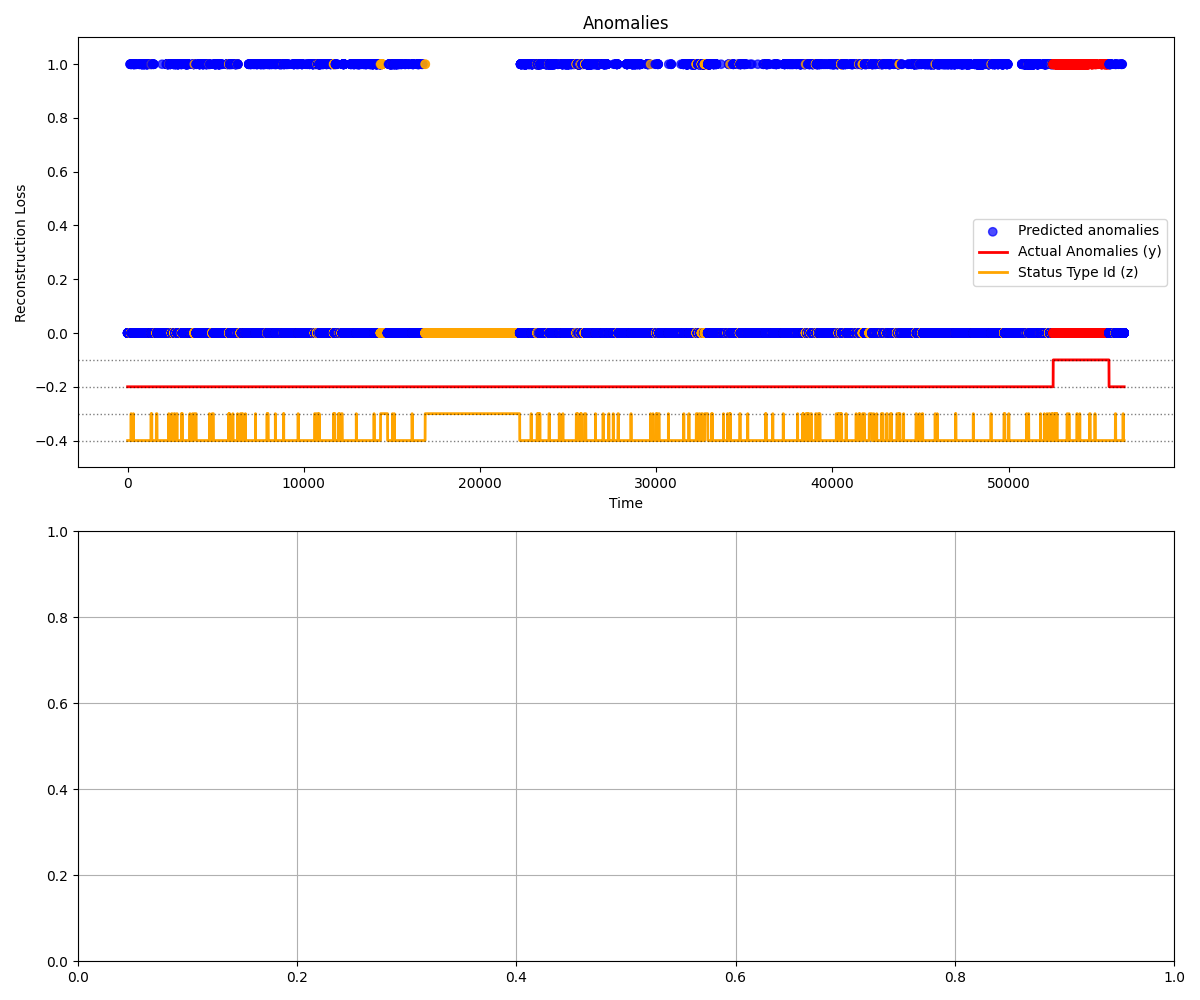 Anomalies
Reconstruction Loss
1.0
0.8
0.6
0.4
0.2
0.0
−0.2
−0.4
Predicted anomalies
Actual Anomalies (y)
Status Type Id (z)
0 10000 20000 30000 40000 50000
Time
1.0
0.8
0.6
0.4
0.2
0.0
0.0 0.2 0.4 0.6 0.8 1.0